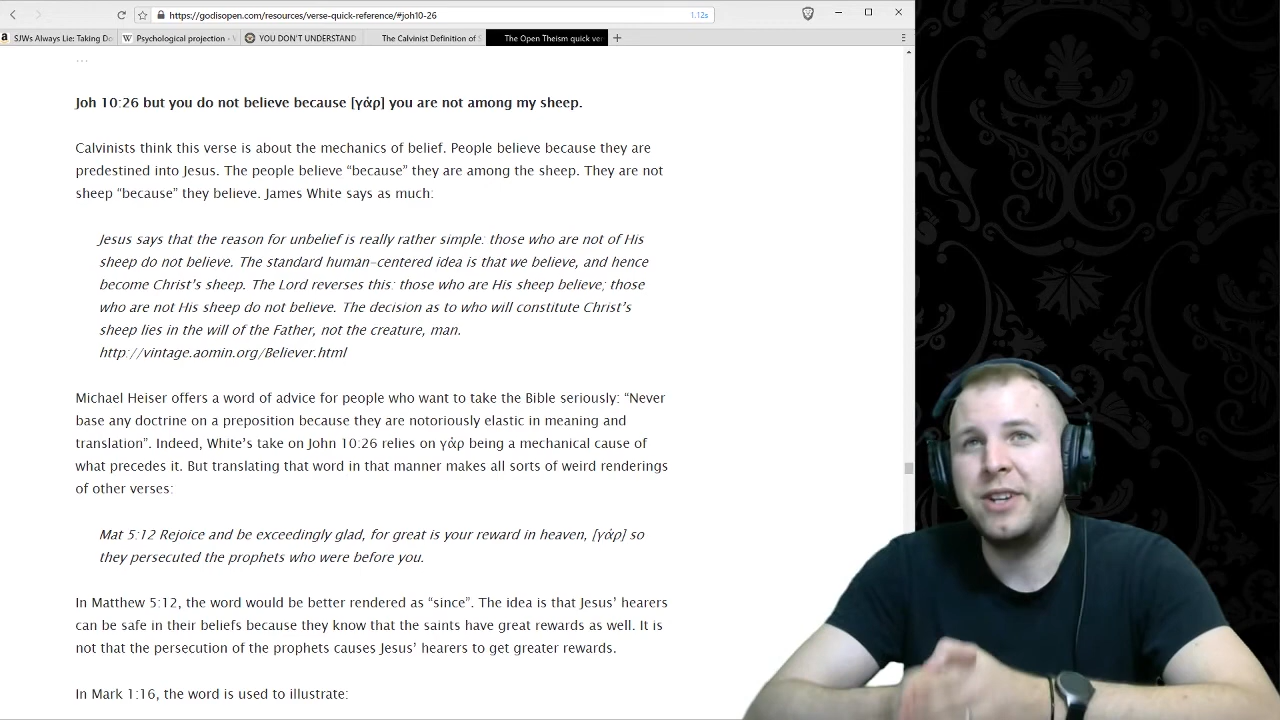 https://godisopen.com/resources/verse-quick-reference/#joh10-26
1.12s
SJWs Always Lie: Taking Do
Psychological projection -
YOU DON'T UNDERSTAND
The Calvinist Definition of S
The Open Theism quick ve
...
Joh 10:26 but you do not believe because [γὰρ] you are not among my sheep.
Calvinists think this verse is about the mechanics of belief. People believe because they are
predestined into Jesus. The people believe “because” they are among the sheep. They are not
sheep “because” they believe. James White says as much:
Jesus says that the reason for unbelief is really rather simple: those who are not of His
sheep do not believe. The standard human-centered idea is that we believe, and hence
become Christ’s sheep. The Lord reverses this: those who are His sheep believe; those
who are not His sheep do not believe. The decision as to who will constitute Christ’s
sheep lies in the will of the Father, not the creature, man.
http://vintage.aomin.org/Believer.html
Michael Heiser offers a word of advice for people who want to take the Bible seriously: “Never
base any doctrine on a preposition because they are notoriously elastic in meaning and
translation”. Indeed, White’s take on John 10:26 relies on γὰρ being a mechanical cause of
what precedes it. But translating that word in that manner makes all sorts of weird renderings
of other verses:
Mat 5:12 Rejoice and be exceedingly glad, for great is your reward in heaven, [γὰρ] so
they persecuted the prophets who were before you.
In Matthew 5:12, the word would be better rendered as “since”. The idea is that Jesus’ hearers
can be safe in their beliefs because they know that the saints have great rewards as well. It is
not that the persecution of the prophets causes Jesus’ hearers to get greater rewards.
In Mark 1:16, the word is used to illustrate: